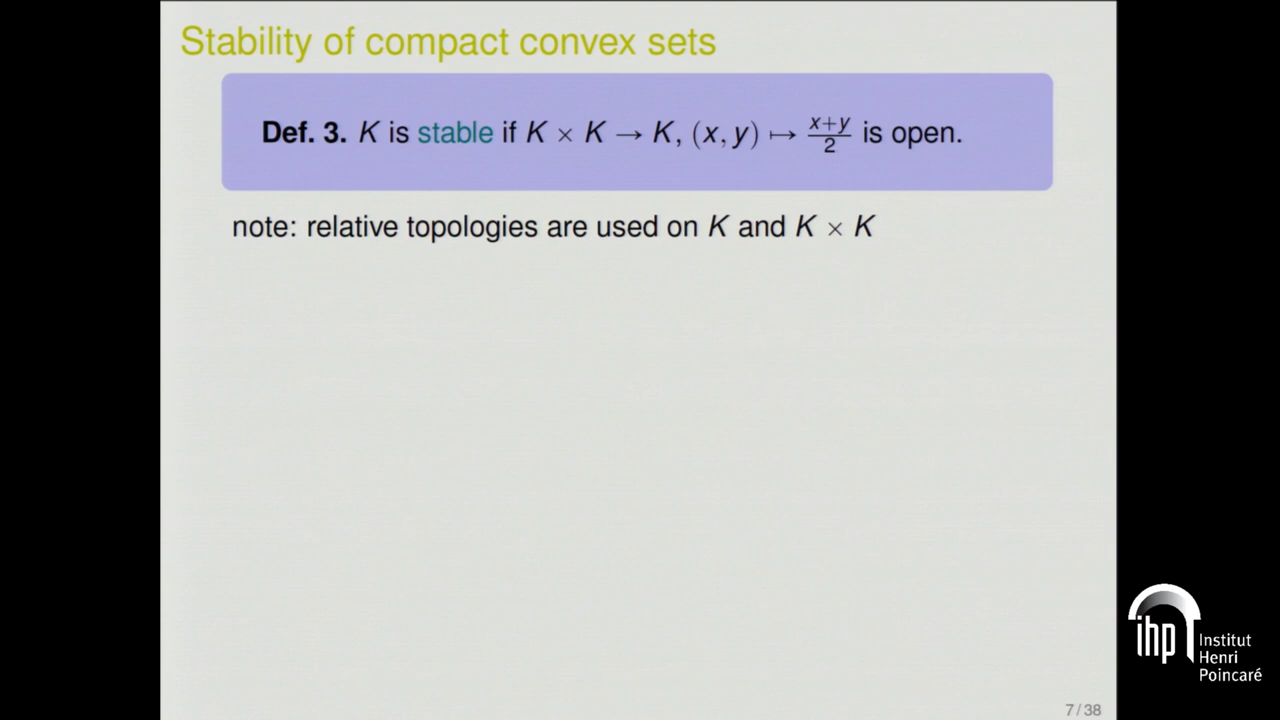 Stability of compact convex sets
Def. 3. K is stable if K × K → K, (x, y) ↦ x+y/2 is open.
note: relative topologies are used on K and K × K
ihp Institut
Henri
Poincaré
7 / 38